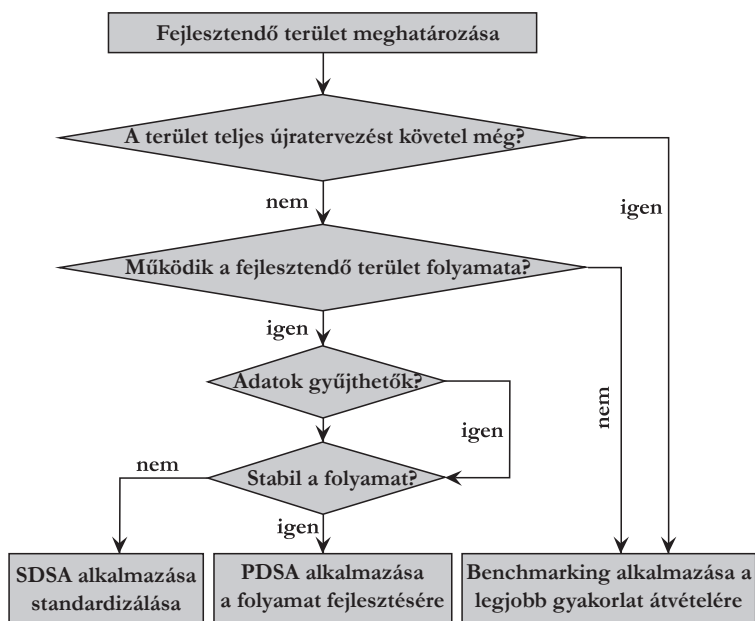 Fejlesztendő terület meghatározása
A terület teljes újratervezést követel még?
nem
igen
Működik a fejlesztendő terület folyamata?
igen
nem
Adatok gyűjthetők?
igen
Stabil a folyamat?
nem
igen
SDSA alkalmazása
standardizálása
PDSA alkalmazása
a folyamat fejlesztésére
Benchmarking alkalmazása a
legjobb gyakorlat átvételére